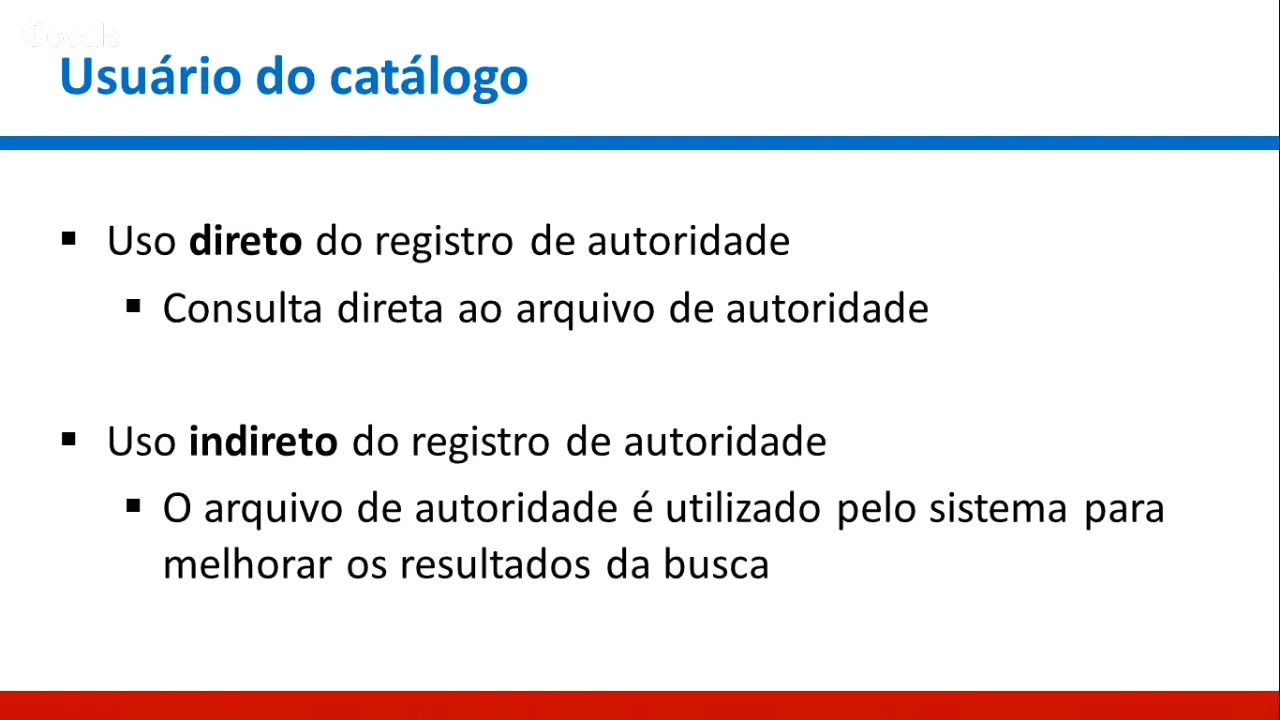 Google
Usuário do catálogo
▪ Uso direto do registro de autoridade
▪ Consulta direta ao arquivo de autoridade
▪ Uso indireto do registro de autoridade
▪ O arquivo de autoridade é utilizado pelo sistema para
melhorar os resultados da busca